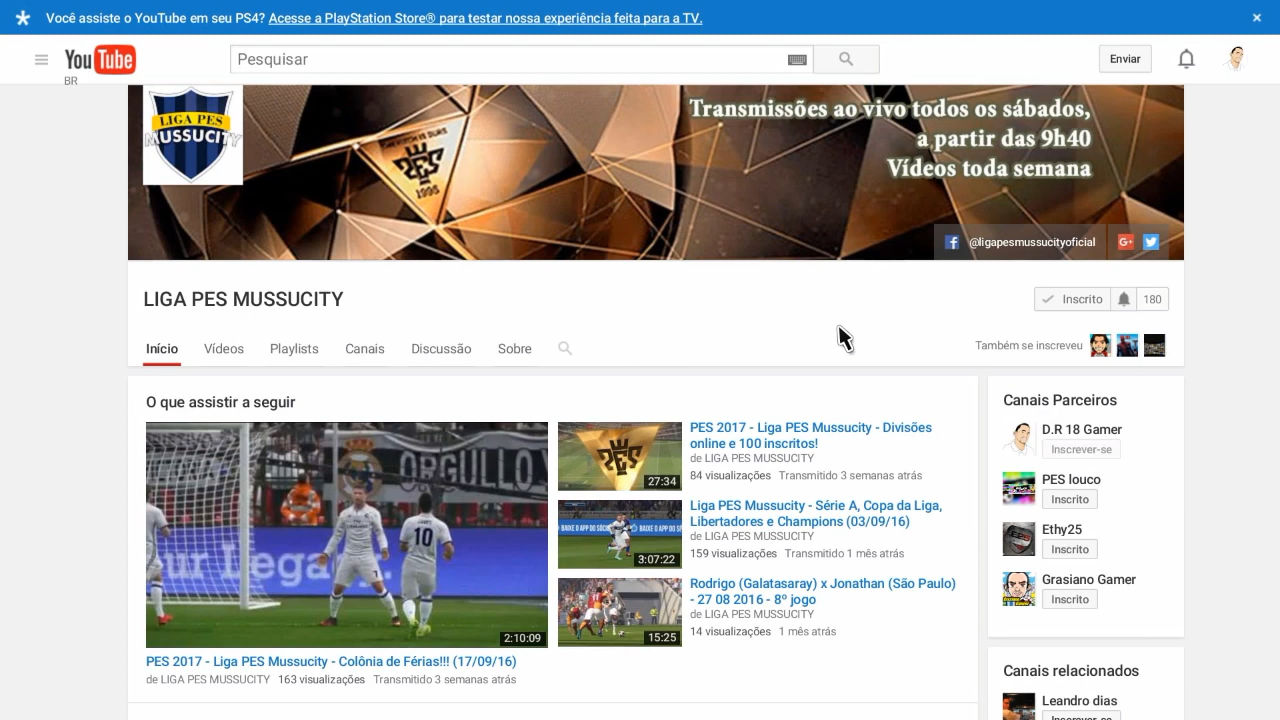 Você assiste o YouTube em seu PS4? Acesse a PlayStation Store® para testar nossa experiência feita para a TV.
YouTube
BR
Pesquisar
Enviar
LIGA PES
MUSSUCITY
PES
1995
Transmissões ao vivo todos os sábados,
a partir das 9h40
Vídeos toda semana
@ligapesmussucityoficial
LIGA PES MUSSUCITY
Inscrito
180
Início
Vídeos
Playlists
Canais
Discussão
Sobre
Também se inscreveu
O que assistir a seguir
ORGULLO
10
2:10:09
PES 2017 - Liga PES Mussucity - Colônia de Férias!!! (17/09/16)
de LIGA PES MUSSUCITY 163 visualizações Transmitido 3 semanas atrás
27:34
PES 2017 - Liga PES Mussucity - Divisões
online e 100 inscritos!
de LIGA PES MUSSUCITY
84 visualizações Transmitido 3 semanas atrás
3:07:22
Liga PES Mussucity - Série A, Copa da Liga,
Libertadores e Champions (03/09/16)
de LIGA PES MUSSUCITY
159 visualizações Transmitido 1 mês atrás
15:25
Rodrigo (Galatasaray) x Jonathan (São Paulo)
- 27 08 2016 - 8º jogo
de LIGA PES MUSSUCITY
14 visualizações 1 mês atrás
Canais Parceiros
D.R 18 Gamer
Inscrever-se
PES louco
Inscrito
Ethy25
Inscrito
Grasiano Gamer
Inscrito
Canais relacionados
Leandro dias
Inscrever-se